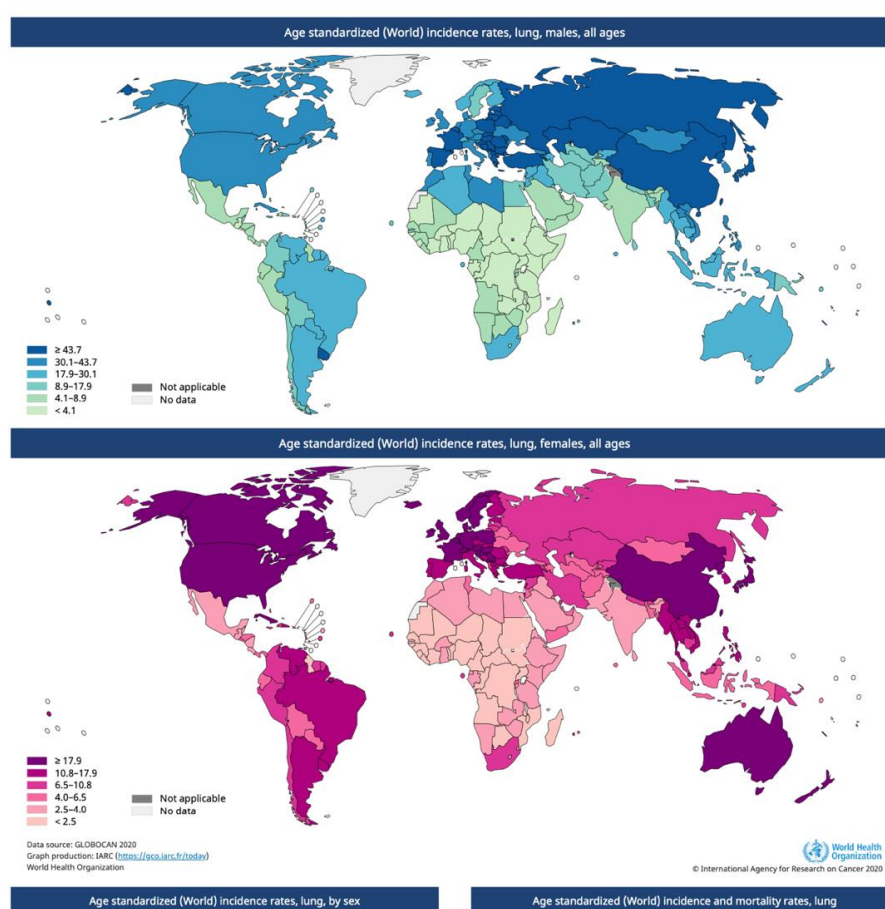 Age standardized (World) incidence rates, lung, males, all ages
≥ 43.7
30.1–43.7
17.9–30.1
8.9–17.9
4.1–8.9
< 4.1
Not applicable
No data
Age standardized (World) incidence rates, lung, females, all ages
≥ 17.9
10.8–17.9
6.5–10.8
4.0–6.5
2.5–4.0
< 2.5
Not applicable
No data
Data source: GLOBOCAN 2020
Graph production: IARC (https://gco.iarc.fr/today)
World Health Organization
World Health
Organization
© International Agency for Research on Cancer 2020
Age standardized (World) incidence rates, lung, by sex
Age standardized (World) incidence and mortality rates, lung